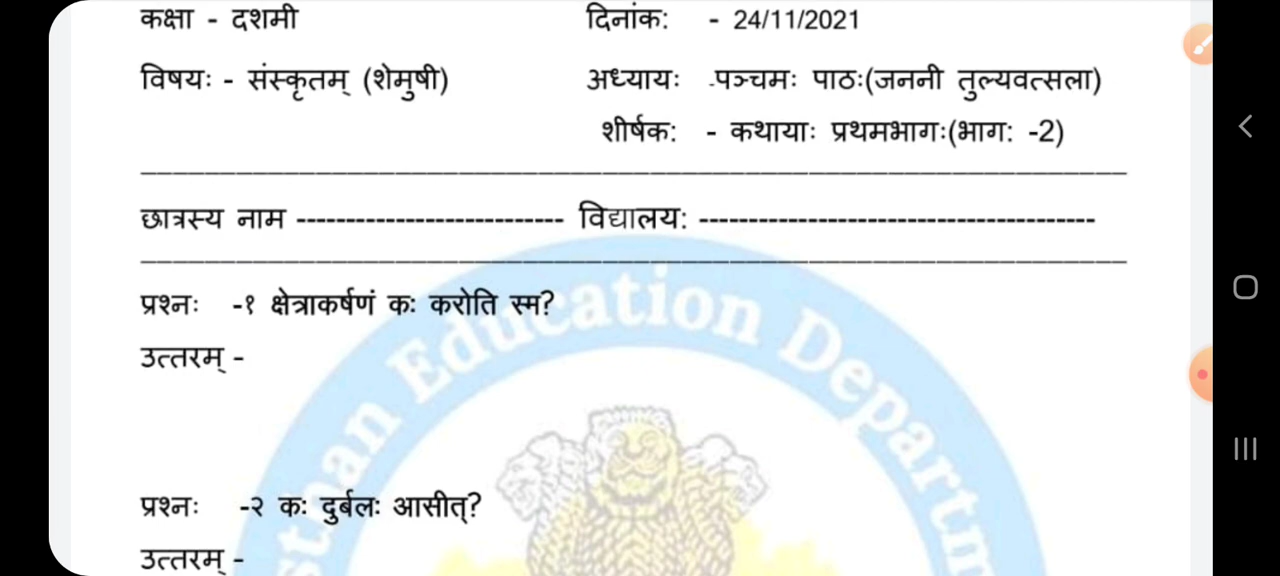 कक्षा - दशमी दिनांक: - 24/11/2021
विषयः - संस्कृतम् (शेमुषी) अध्यायः -पञ्चमः पाठः(जननी तुल्यवत्सला)
शीर्षक: - कथायाः प्रथमभागः(भाग: -2)
छात्रस्य नाम --------------------------- विद्यालय: ----------------------------------------
प्रश्नः -१ क्षेत्राकर्षणं कः करोति स्म?
उत्तरम् -
प्रश्नः -२ कः दुर्बलः आसीत्?
उत्तरम् -
Education